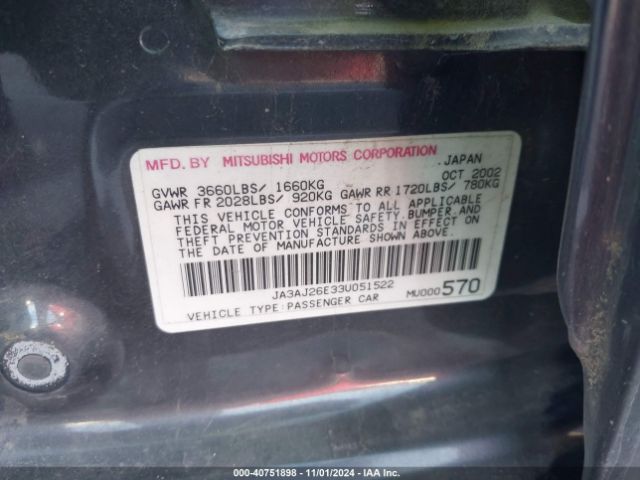 MFD. BY MITSUBISHI MOTORS CORPORATION . JAPAN
OCT 2002
GVWR 3660LBS/ 1660KG
GAWR FR 2028LBS/ 920KG GAWR RR 1720LBS/ 780KG
THIS VEHICLE CONFORMS TO ALL APPLICABLE
FEDERAL MOTOR VEHICLE SAFETY, BUMPER, AND
THEFT PREVENTION STANDARDS IN EFFECT ON
THE DATE OF MANUFACTURE SHOWN ABOVE.
JA3AJ26E33U051522
VEHICLE TYPE:PASSENGER CAR MU000570
000-40751898 - 11/01/2024 - IAA Inc.